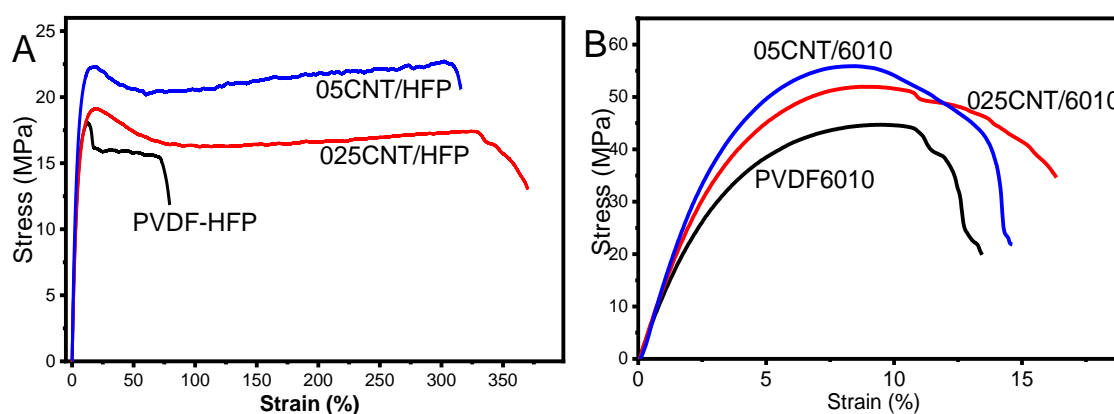 A
Stress (MPa)
25
20
15
10
5
0
05CNT/HFP
025CNT/HFP
PVDF-HFP
0 50 100 150 200 250 300 350
Strain (%)
B
Stress (MPa)
60
50
40
30
20
10
0
05CNT/6010
025CNT/6010
PVDF6010
0 5 10 15
Strain (%)